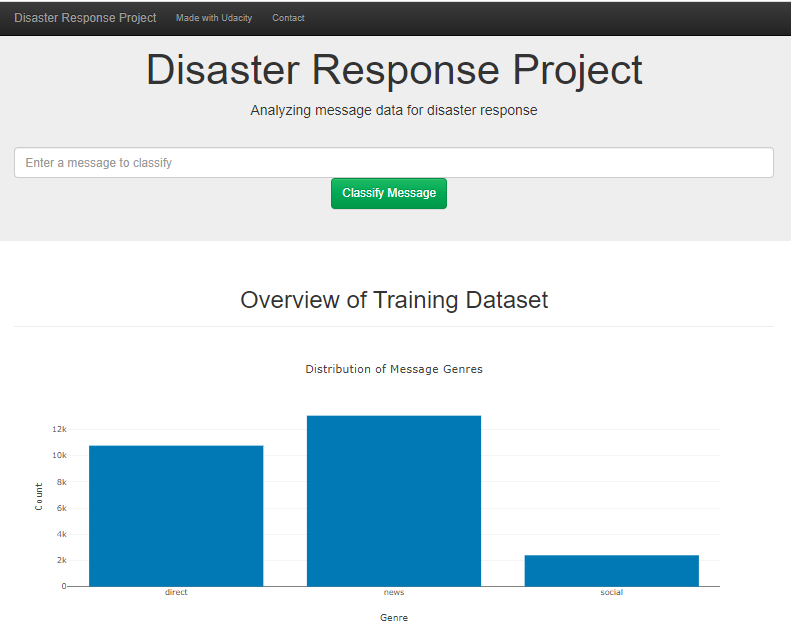 Disaster Response Project Made with Udacity Contact
Disaster Response Project
Analyzing message data for disaster response
Enter a message to classify
Classify Message
Overview of Training Dataset
Distribution of Message Genres
12k
10k
8k
6k
4k
2k
0
Count
direct news social
Genre